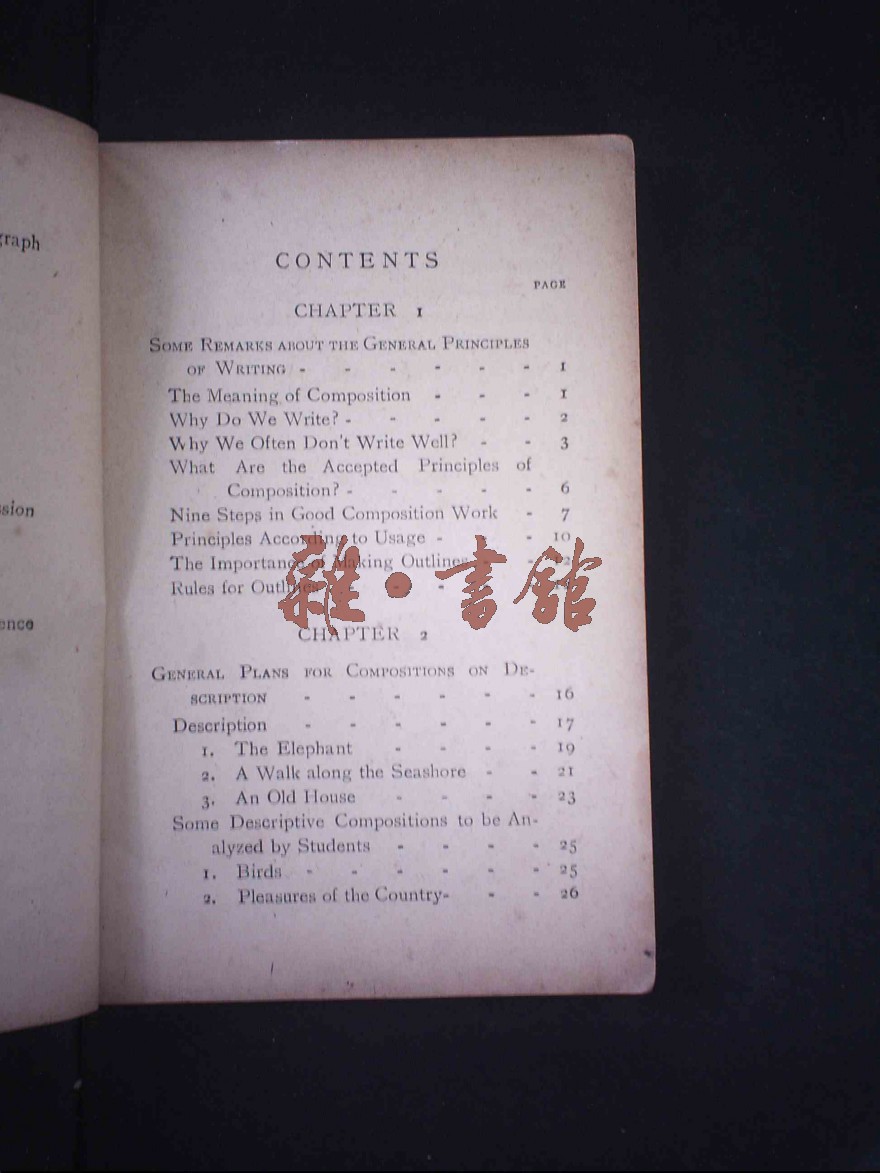 graph
ssion
ence
CONTENTS
PAGE
CHAPTER 1
SOME REMARKS ABOUT THE GENERAL PRINCIPLES
OF WRITING - - - - - - 1
The Meaning of Composition - - - 1
Why Do We Write? - - - - - 2
Why We Often Don't Write Well? - - 3
What Are the Accepted Principles of
Composition? - - - - - 6
Nine Steps in Good Composition Work - 7
Principles According to Usage - - - 10
The Importance of Making Outlines - - 12
Rules for Outlines - - - -
雜·書館
CHAPTER 2
GENERAL PLANS FOR COMPOSITIONS ON DE-
SCRIPTION - - - - - - 16
Description - - - - - - 17
1. The Elephant - - - - 19
2. A Walk along the Seashore - - 21
3. An Old House - - - - 23
Some Descriptive Compositions to be An-
alyzed by Students - - - - 25
1. Birds - - - - - - 25
2. Pleasures of the Country- - - 26